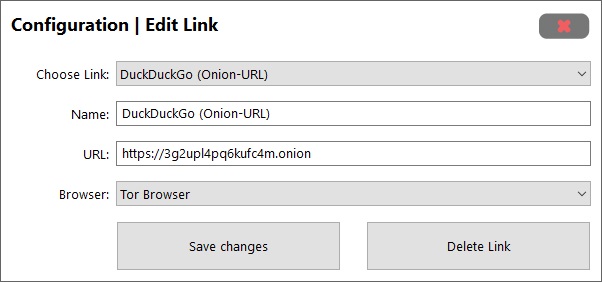 Configuration | Edit Link
Choose Link: DuckDuckGo (Onion-URL)
Name: DuckDuckGo (Onion-URL)
URL: https://3g2upl4pq6kufc4m.onion
Browser: Tor Browser
Save changes Delete Link